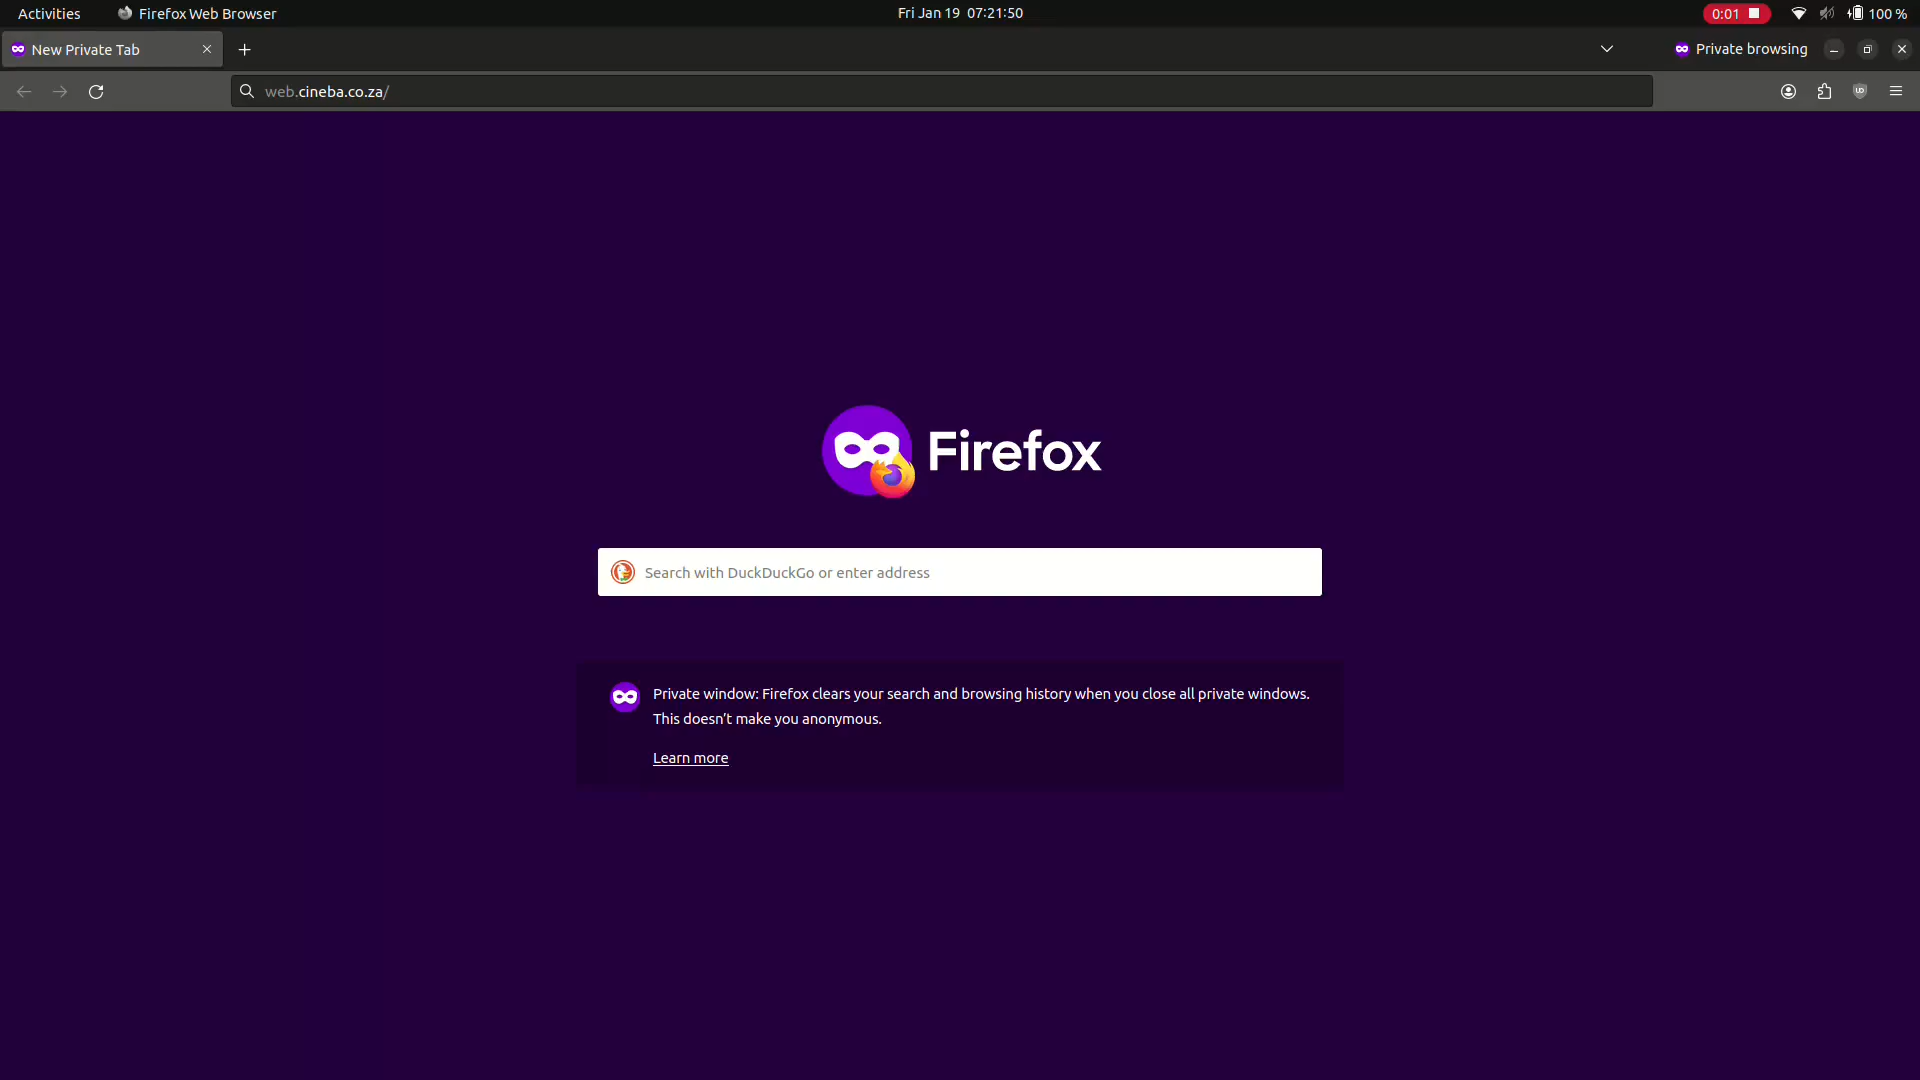 Activities Firefox Web Browser Fri Jan 19 07:21:50 0:01 100 %
New Private Tab Private browsing
web.cineba.co.za/
Firefox
Search with DuckDuckGo or enter address
Private window: Firefox clears your search and browsing history when you close all private windows.
This doesn’t make you anonymous.
Learn more